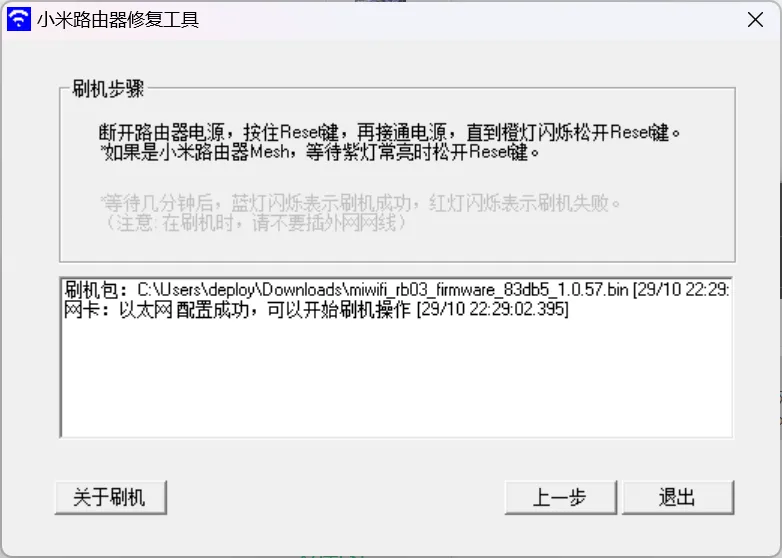 小米路由器修复工具
刷机步骤
断开路由器电源，按住Reset键，再接通电源，直到橙灯闪烁松开Reset键。
*如果是小米路由器Mesh，等待紫灯常亮时松开Reset键。
*等待几分钟后，蓝灯闪烁表示刷机成功，红灯闪烁表示刷机失败。
（注意:在刷机时，请不要插外网网线）
刷机包：C:\Users\deploy\Downloads\miwifi_rb03_firmware_83db5_1.0.57.bin [29/10 22:29:
网卡：以太网 配置成功，可以开始刷机操作 [29/10 22:29:02.395]
关于刷机
上一步
退出